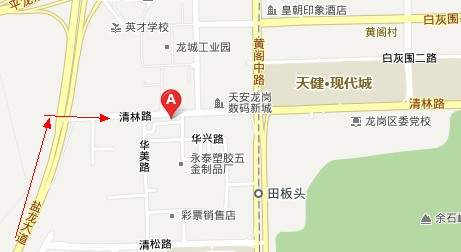 平龙
皇朝印象酒店
英才学校
白灰围
黄阁村
龙城工业园
黄阁中路
白灰围二路
天健·现代城
A
天安龙岗
数码新城
清林路
清林路
华兴路
龙岗区委党校
华美路
永泰塑胶五
金制品厂
田板头
盐龙大道
彩票销售店
余石岭
清松路